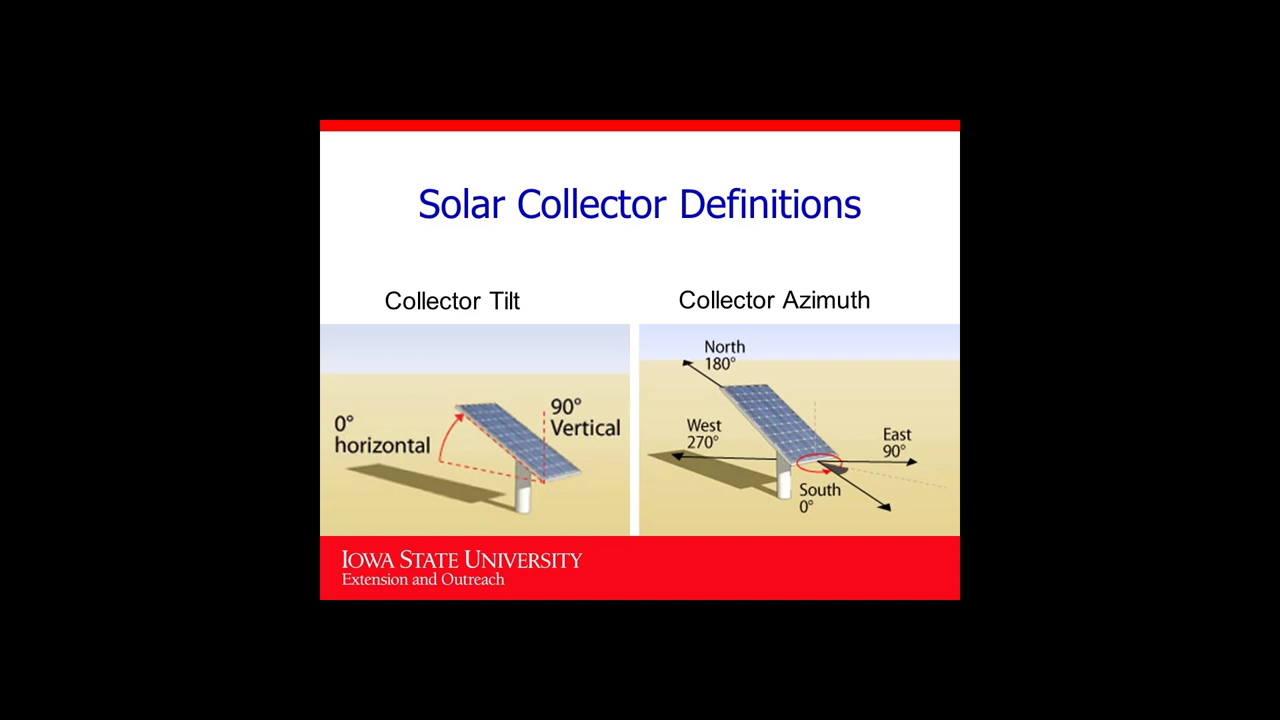 Solar Collector Definitions
Collector Tilt
0°
horizontal
90°
Vertical
Collector Azimuth
North
180°
West
270°
East
90°
South
0°
IOWA STATE UNIVERSITY
Extension and Outreach